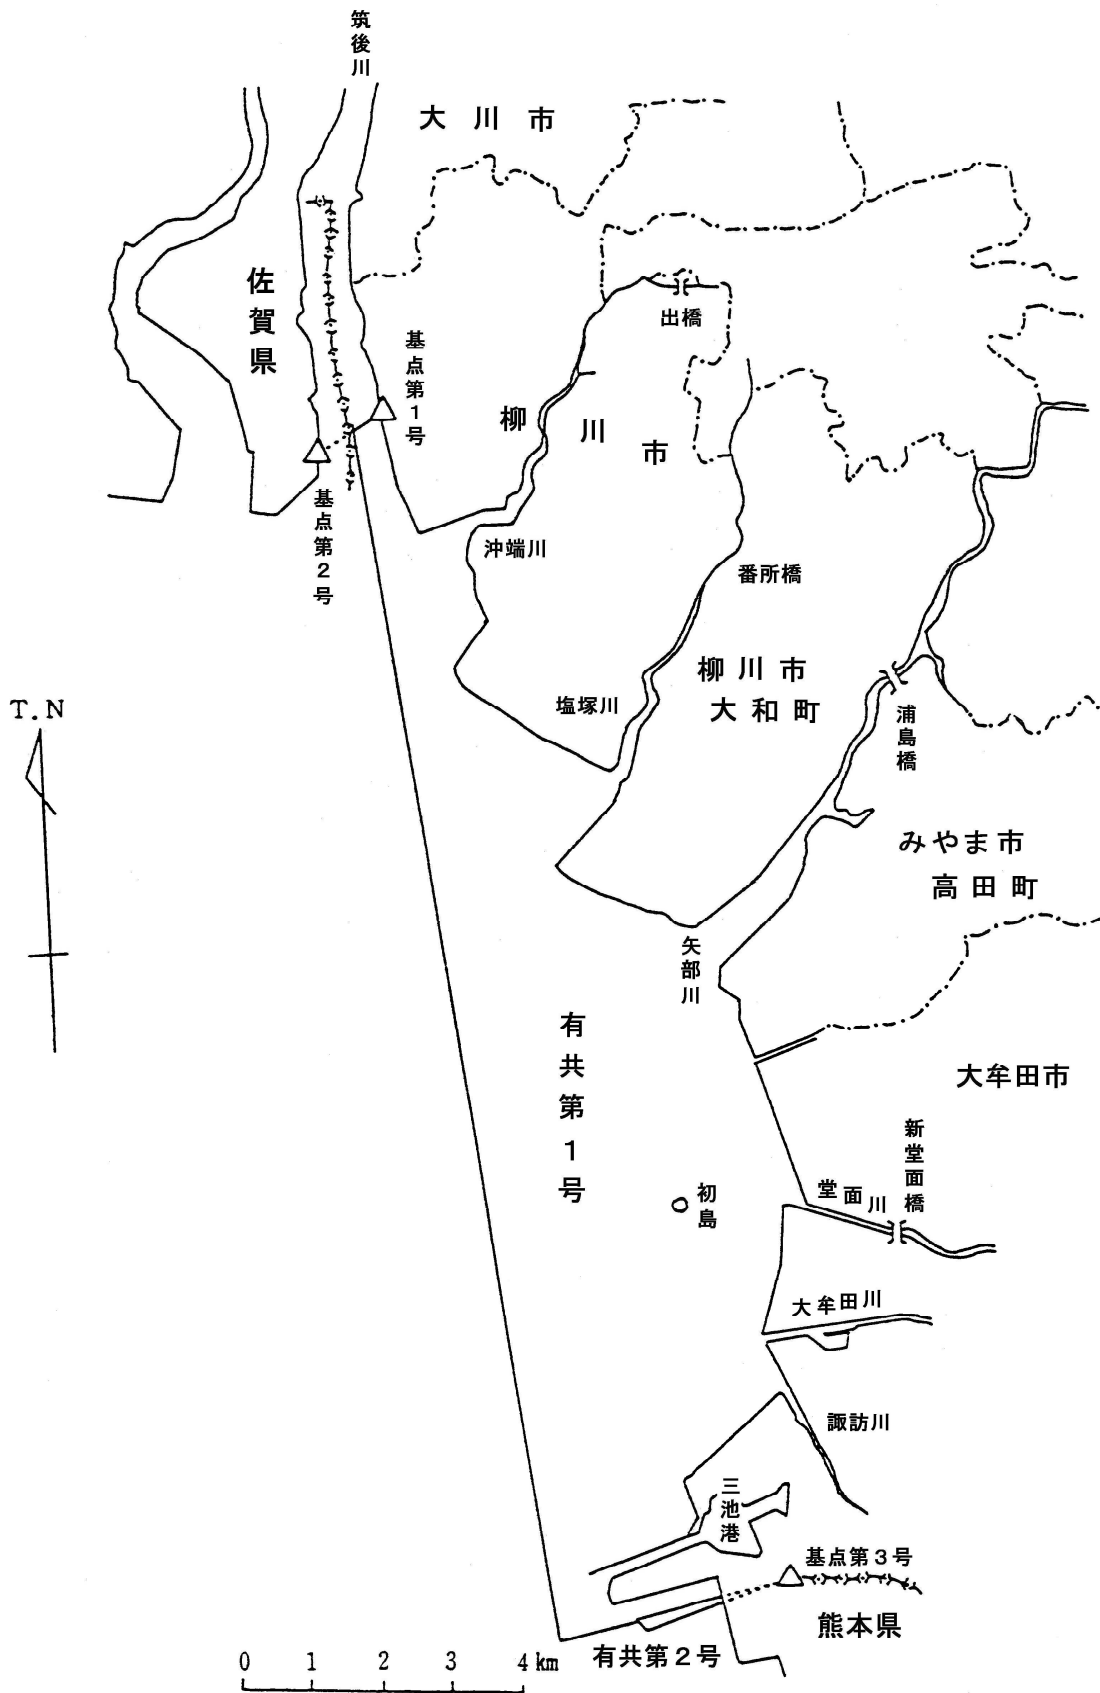 筑後川
大川市
佐賀県
基点第1号
出橋
柳川市
基点第2号
沖端川
番所橋
柳川市
大和町
塩塚川
浦島橋
T.N
みやま市
高田町
矢部川
有共第1号
大牟田市
新堂面橋
堂面川
初島
大牟田川
諏訪川
三池港
基点第3号
熊本県
有共第2号
0 1 2 3 4 km